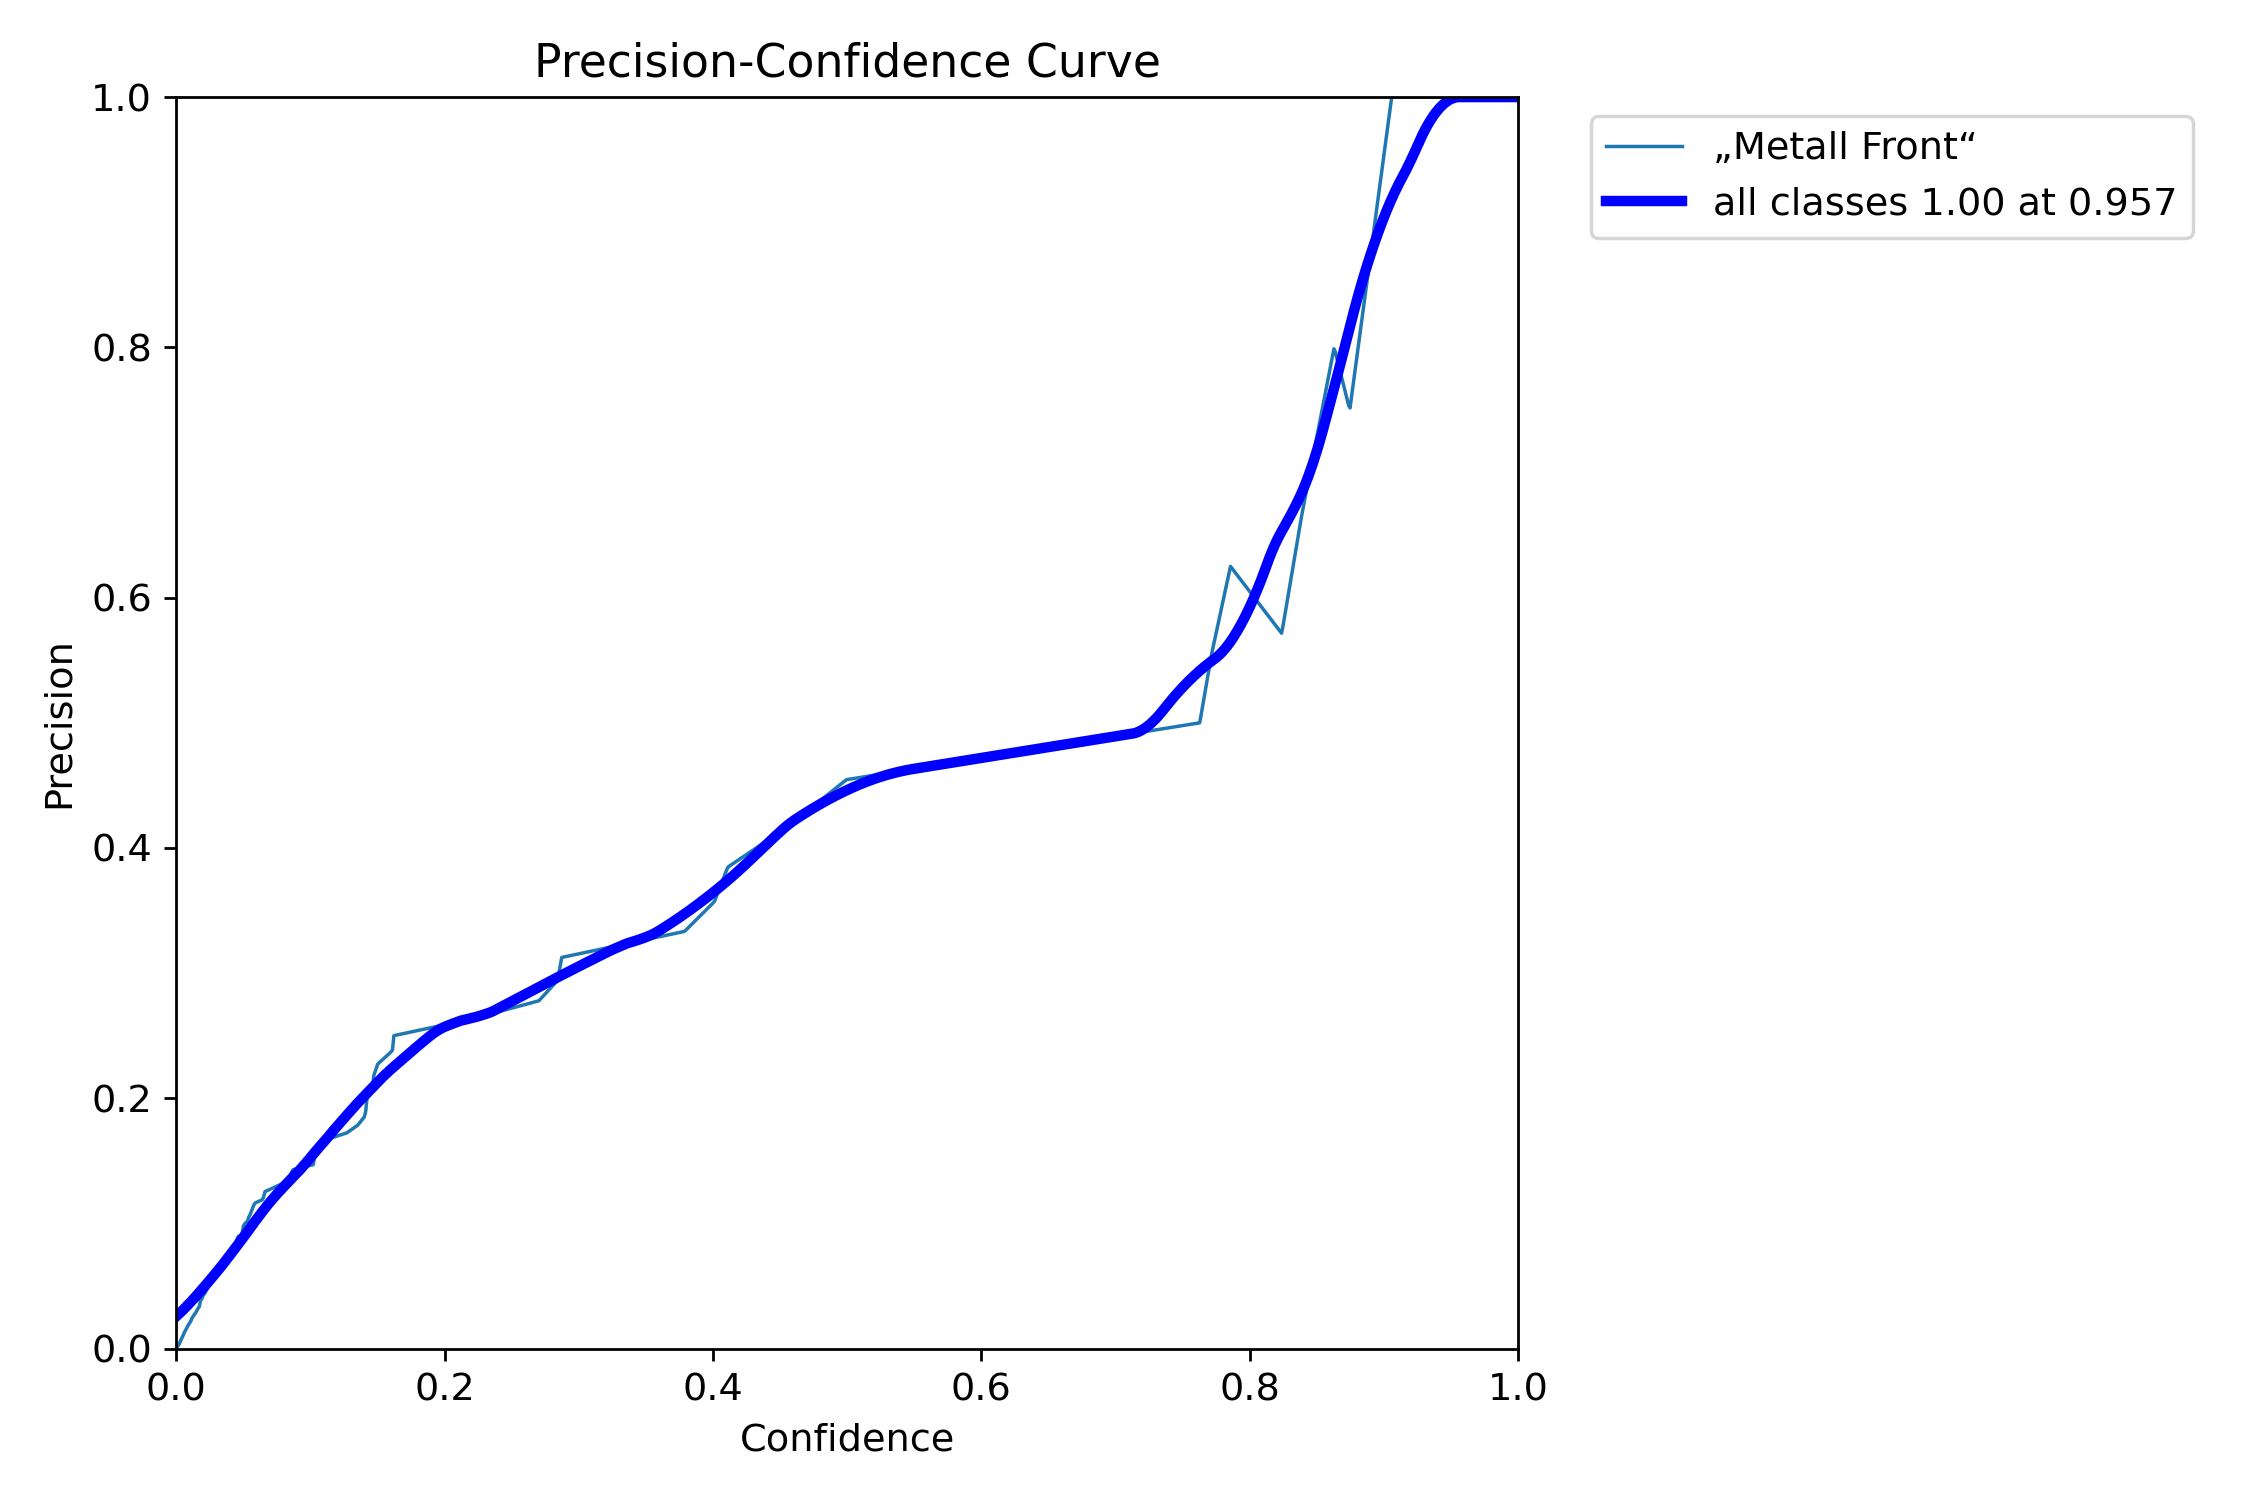 Precision-Confidence Curve
1.0
0.8
0.6
0.4
0.2
0.0
Precision
0.0 0.2 0.4 0.6 0.8 1.0
Confidence
„Metall Front“
all classes 1.00 at 0.957